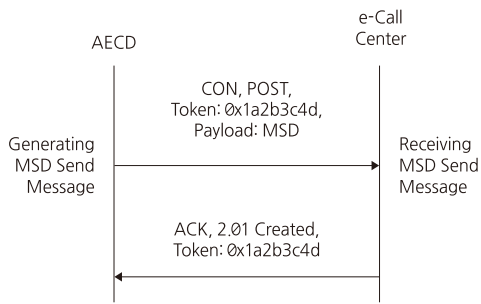 AECD
e-Call
Center
CON, POST,
Token: 0x1a2b3c4d,
Payload: MSD
Generating
MSD Send
Message
Receiving
MSD Send
Message
ACK, 2.01 Created,
Token: 0x1a2b3c4d